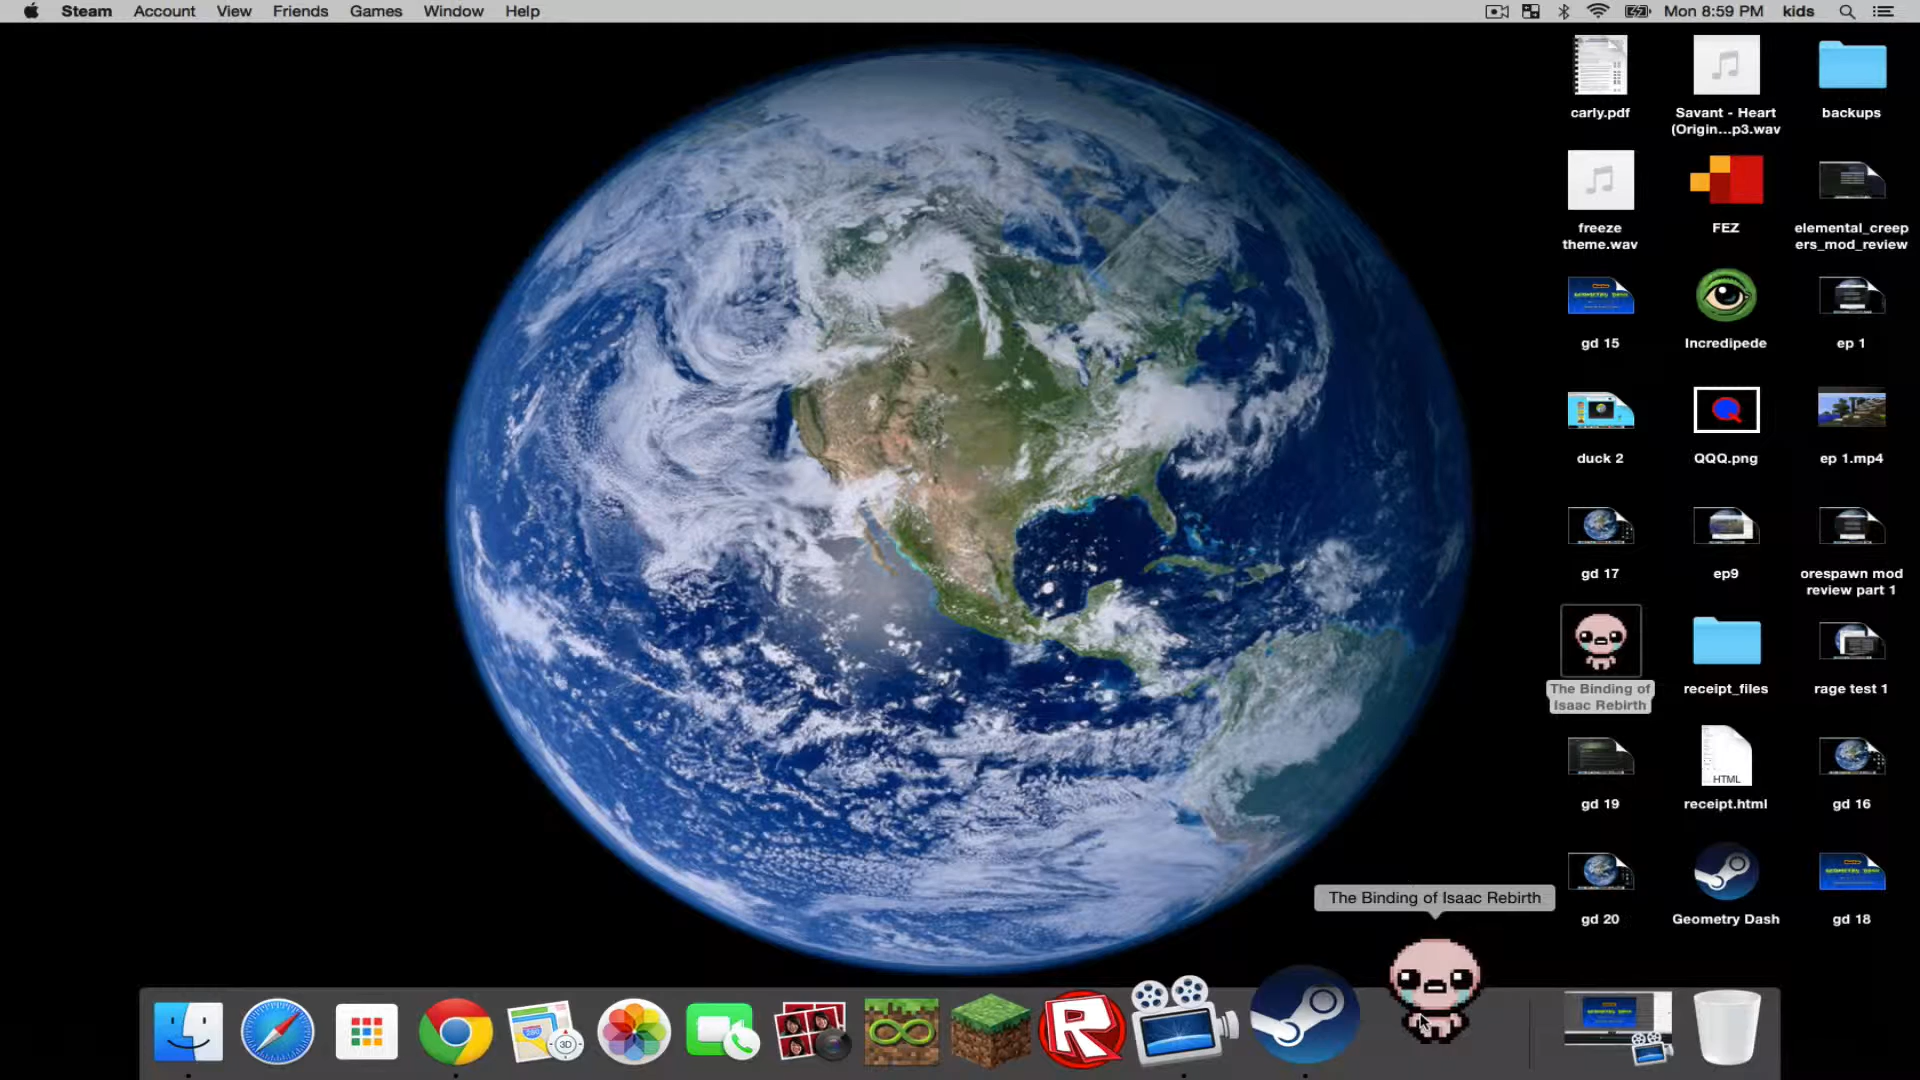 Steam Account View Friends Games Window Help
Mon 8:59 PM kids
carly.pdf
Savant - Heart
(Origin...p3.wav
backups
freeze
theme.wav
FEZ
elemental_creep
ers_mod_review
gd 15
Incredipede
ep 1
duck 2
QQQ.png
ep 1.mp4
gd 17
ep9
orespawn mod
review part 1
The Binding of
Isaac Rebirth
receipt_files
rage test 1
gd 19
HTML
receipt.html
gd 16
gd 20
Geometry Dash
gd 18
The Binding of Isaac Rebirth
3D